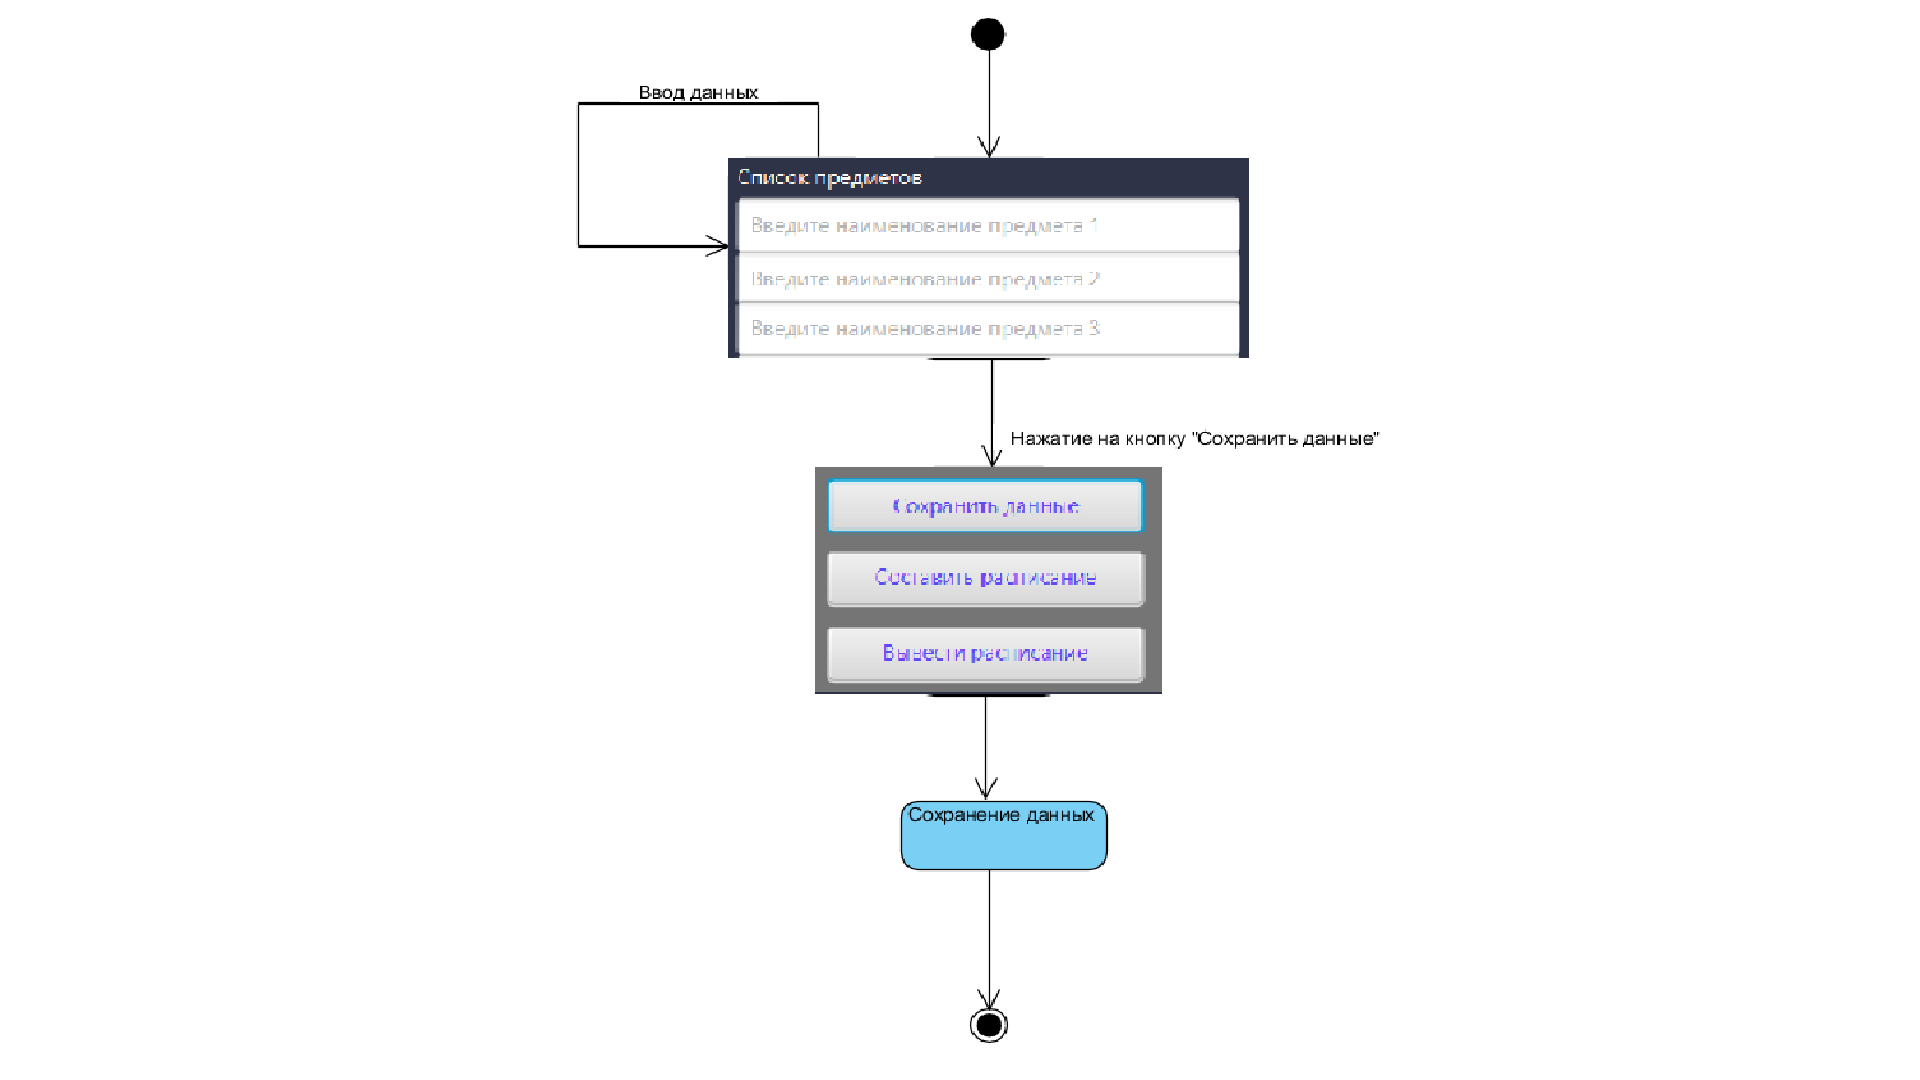 Ввод данных
Список предметов
Введите наименование предмета 1
Введите наименование предмета 2
Введите наименование предмета 3
Нажатие на кнопку "Сохранить данные"
Сохранить данные
Составить расписание
Вывести расписание
Сохранение данных